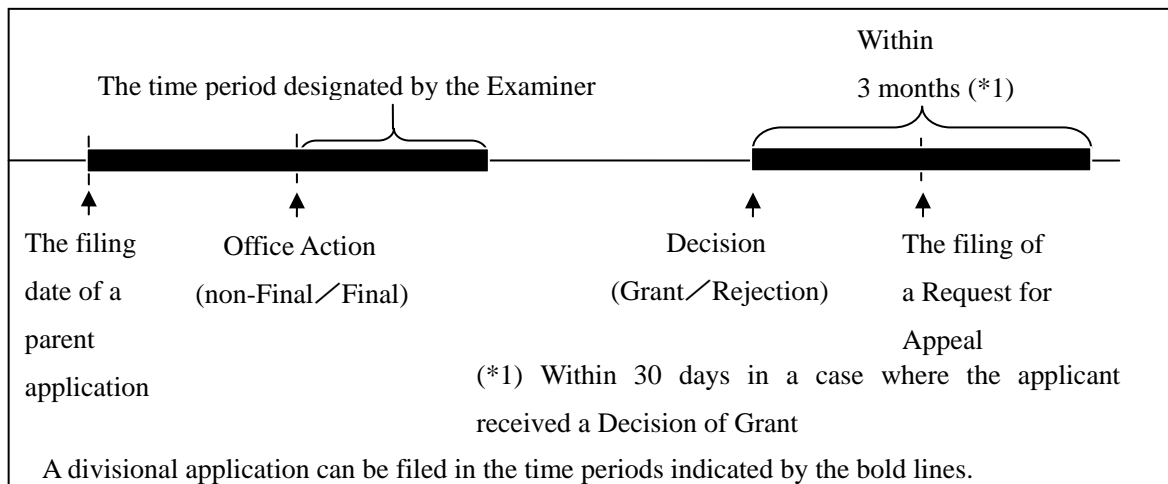 Within
3 months (*1)
The time period designated by the Examiner
The filing
date of a
parent
application
Office Action
(non-Final／Final)
Decision
(Grant／Rejection)
The filing of
a Request for
Appeal
(*1) Within 30 days in a case where the applicant
received a Decision of Grant
A divisional application can be filed in the time periods indicated by the bold lines.